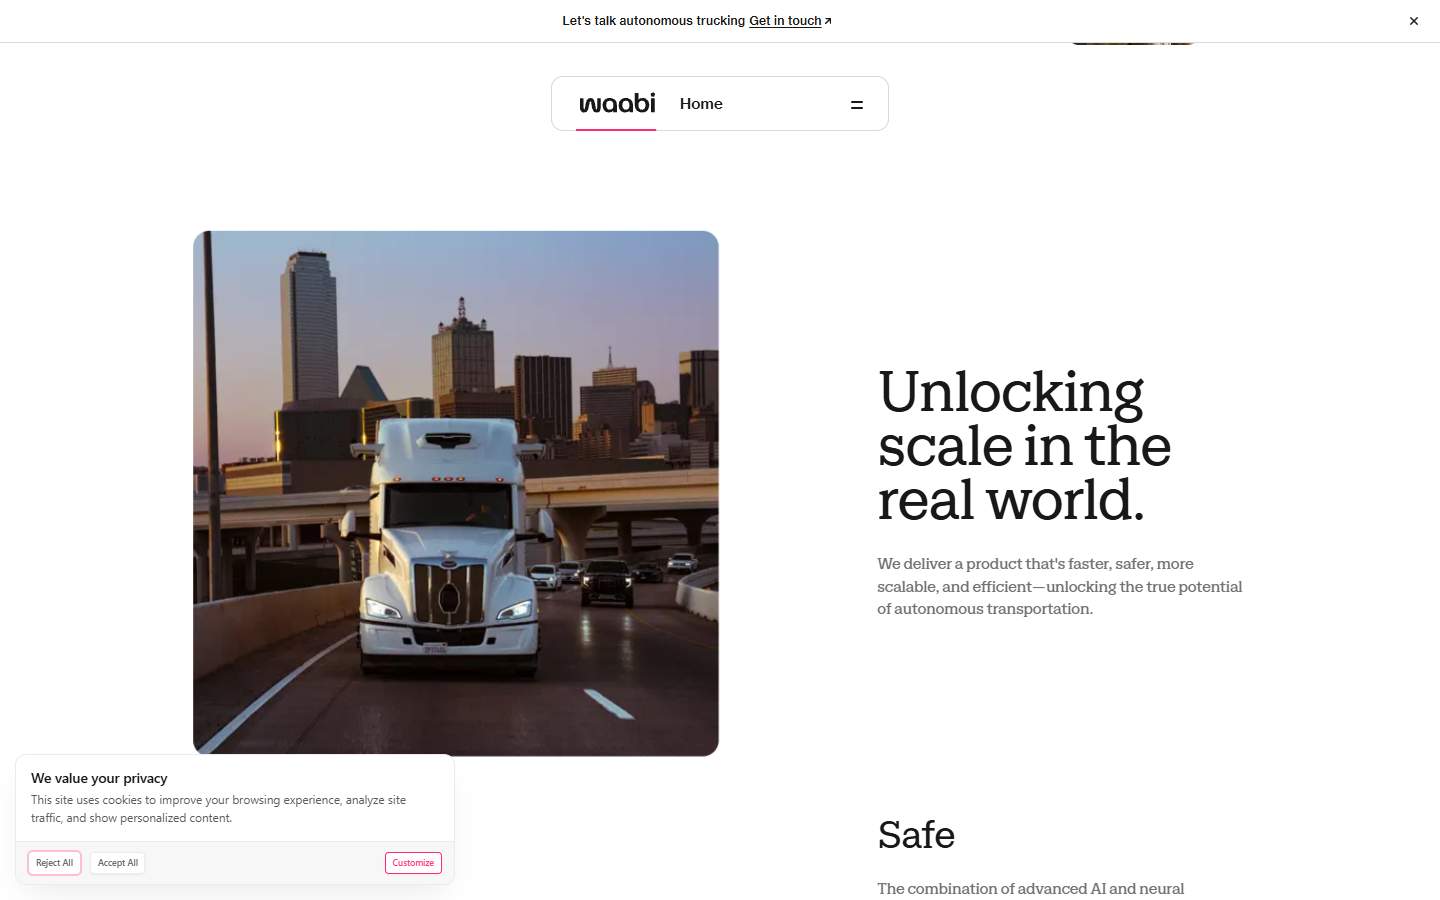 Let's talk autonomous trucking Get in touch
waabi
Home
Unlocking
scale in the
real world.
We deliver a product that's faster, safer, more
scalable, and efficient—unlocking the true potential
of autonomous transportation.
We value your privacy
This site uses cookies to improve your browsing experience, analyze site
traffic, and show personalized content.
Reject All
Accept All
Customize
Safe
The combination of advanced AI and neural